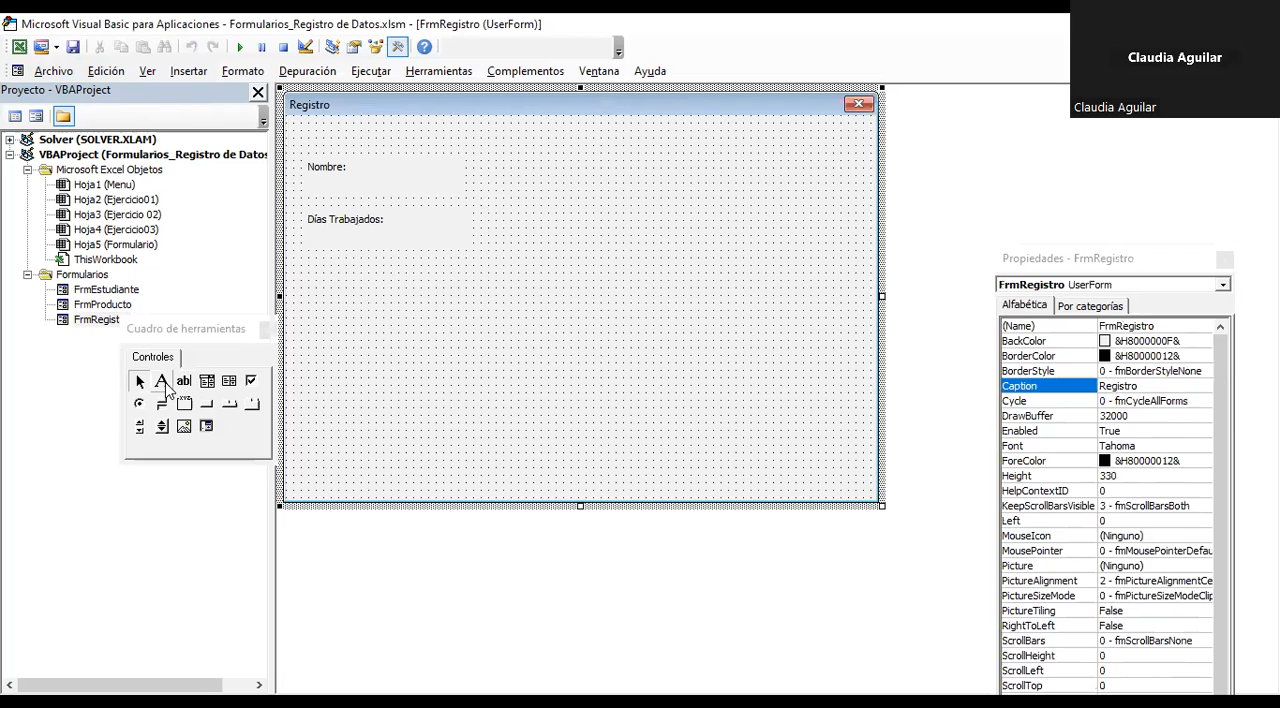 Microsoft Visual Basic para Aplicaciones - Formularios_Registro de Datos.xlsm - [FrmRegistro (UserForm)]
Archivo Edición Ver Insertar Formato Depuración Ejecutar Herramientas Complementos Ventana Ayuda
Claudia Aguilar
Claudia Aguilar
Proyecto - VBAProject
Solver (SOLVER.XLAM)
VBAProject (Formularios_Registro de Datos
Microsoft Excel Objetos
Hoja1 (Menu)
Hoja2 (Ejercicio01)
Hoja3 (Ejercicio 02)
Hoja4 (Ejercicio03)
Hoja5 (Formulario)
ThisWorkbook
Formularios
FrmEstudiante
FrmProducto
FrmRegist
Cuadro de herramientas
Controles
A abl
Registro
Nombre:
Días Trabajados:
Propiedades - FrmRegistro
FrmRegistro UserForm
Alfabética Por categorías
(Name) FrmRegistro
BackColor &H8000000F&
BorderColor &H80000012&
BorderStyle 0 - fmBorderStyleNone
Caption Registro
Cycle 0 - fmCycleAllForms
DrawBuffer 32000
Enabled True
Font Tahoma
ForeColor &H80000012&
Height 330
HelpContextID 0
KeepScrollBarsVisible 3 - fmScrollBarsBoth
Left 0
MouseIcon (Ninguno)
MousePointer 0 - fmMousePointerDefau
Picture (Ninguno)
PictureAlignment 2 - fmPictureAlignmentCe
PictureSizeMode 0 - fmPictureSizeModeClip
PictureTiling False
RightToLeft False
ScrollBars 0 - fmScrollBarsNone
ScrollHeight 0
ScrollLeft 0
ScrollTop 0